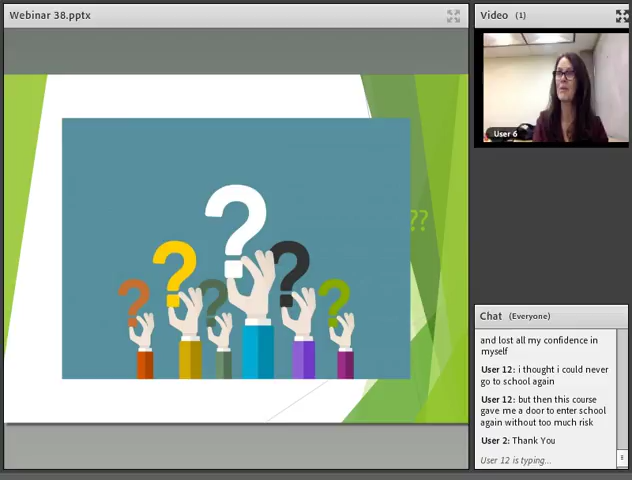 Webinar 38.pptx
??
Video (1)
User 6
Chat (Everyone)
and lost all my confidence in
myself
User 12: i thought i could never
go to school again
User 12: but then this course
gave me a door to enter school
again without too much risk
User 2: Thank You
User 12 is typing...